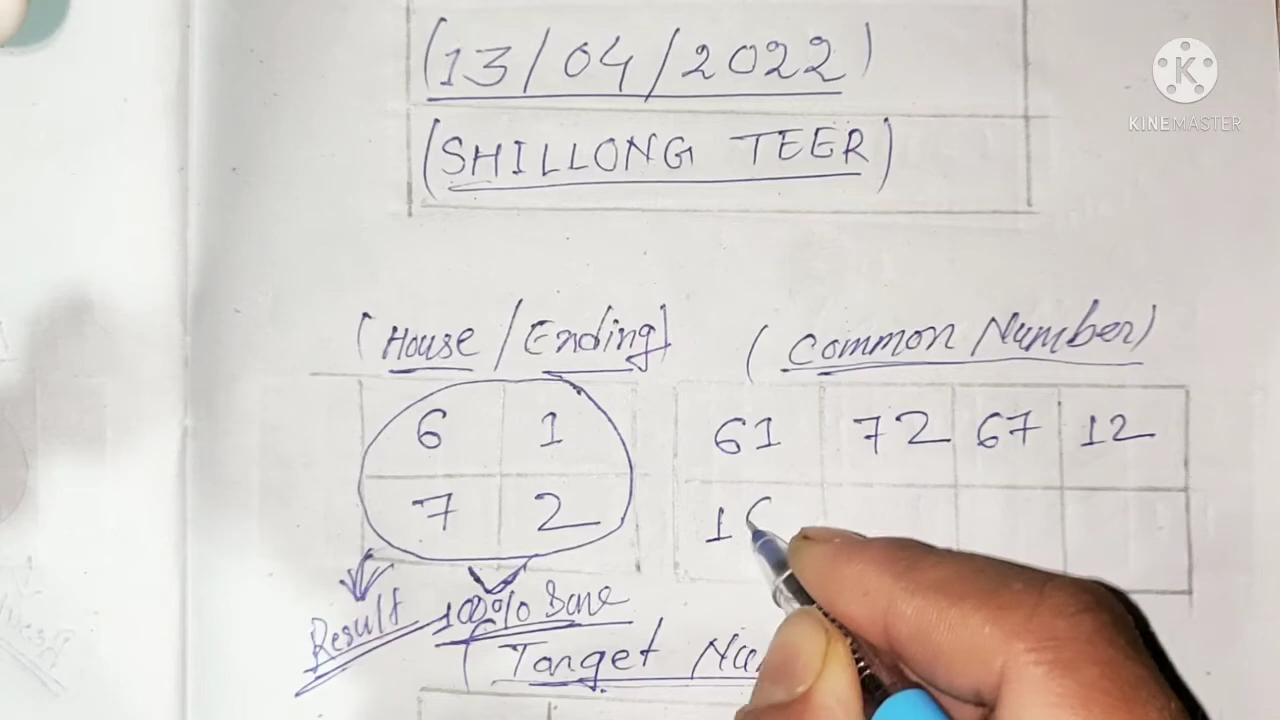 (13/04/2022)
KINEMASTER
(SHILLONG TEER)
(House/Ending)
(Common Number)
6 1
7 2
61 72 67 12
1
Result
100%
(Target